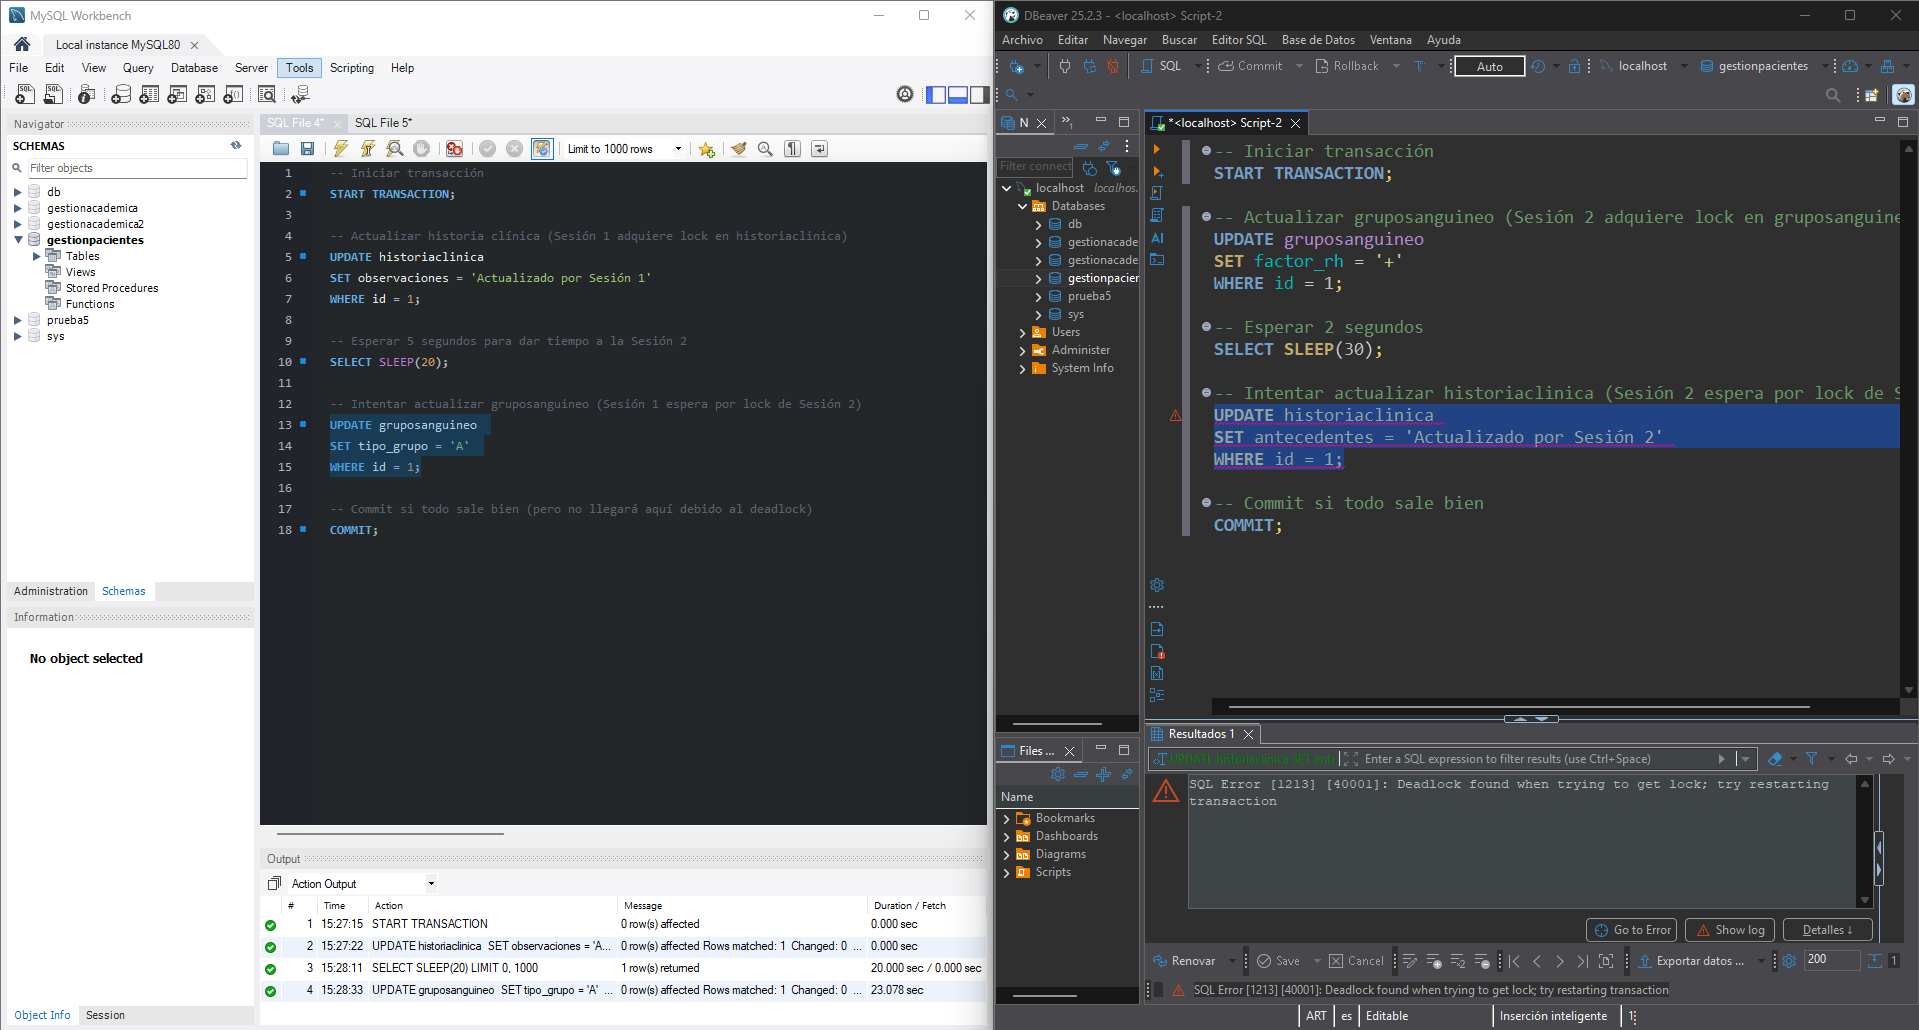 MySQL Workbench
Local instance MySQL80
File Edit View Query Database Server Tools Scripting Help
Navigator
SCHEMAS
Filter objects
db
gestionacademica
gestionacademica2
gestionpacientes
Tables
Views
Stored Procedures
Functions
prueba5
sys
Administration Schemas
Information
No object selected
Object Info Session
SQL File 4* SQL File 5*
Limit to 1000 rows
1 -- Iniciar transacción
2 START TRANSACTION;
3
4 -- Actualizar historia clínica (Sesión 1 adquiere lock en historiaclinica)
5 UPDATE historiaclinica
6 SET observaciones = 'Actualizado por Sesión 1'
7 WHERE id = 1;
8
9 -- Esperar 5 segundos para dar tiempo a la Sesión 2
10 SELECT SLEEP(20);
11
12 -- Intentar actualizar gruposanguineo (Sesión 1 espera por lock de Sesión 2)
13 UPDATE gruposanguineo
14 SET tipo_grupo = 'A'
15 WHERE id = 1;
16
17 -- Commit si todo sale bien (pero no llegará aquí debido al deadlock)
18 COMMIT;
Output
Action Output
# Time Action Message Duration / Fetch
1 15:27:15 START TRANSACTION 0 row(s) affected 0.000 sec
2 15:27:22 UPDATE historiaclinica SET observaciones = 'A... 0 row(s) affected Rows matched: 1 Changed: 0 ... 0.000 sec
3 15:28:11 SELECT SLEEP(20) LIMIT 0, 1000 1 row(s) returned 20.000 sec / 0.000 sec
4 15:28:33 UPDATE gruposanguineo SET tipo_grupo = 'A' ... 0 row(s) affected Rows matched: 1 Changed: 0 ... 23.078 sec
DBeaver 25.2.3 - <localhost> Script-2
Archivo Editar Navegar Buscar Editor SQL Base de Datos Ventana Ayuda
SQL Commit Rollback T Auto localhost gestionpacientes
N
Filter connect
localhost localhos.
Databases
db
gestionacade
gestionacade
gestionpacier
prueba5
sys
Users
Administer
System Info
Files ...
Name
Bookmarks
Dashboards
Diagrams
Scripts
*<localhost> Script-2
AI
-- Iniciar transacción
START TRANSACTION;
-- Actualizar gruposanguineo (Sesión 2 adquiere lock en gruposanguine
UPDATE gruposanguineo
SET factor_rh = '+'
WHERE id = 1;
-- Esperar 2 segundos
SELECT SLEEP(30);
-- Intentar actualizar historiaclinica (Sesión 2 espera por lock de S
UPDATE historiaclinica
SET antecedentes = 'Actualizado por Sesión 2'
WHERE id = 1;
-- Commit si todo sale bien
COMMIT;
Resultados 1
UPDATE historiaclinica SET ante Enter a SQL expression to filter results (use Ctrl+Space)
SQL Error [1213] [40001]: Deadlock found when trying to get lock; try restarting
transaction
Go to Error Show log Detalles ↓
Renovar Save Cancel Exportar datos ... 200 1
SQL Error [1213] [40001]: Deadlock found when trying to get lock; try restarting transaction
ART es Editable Inserción inteligente 1